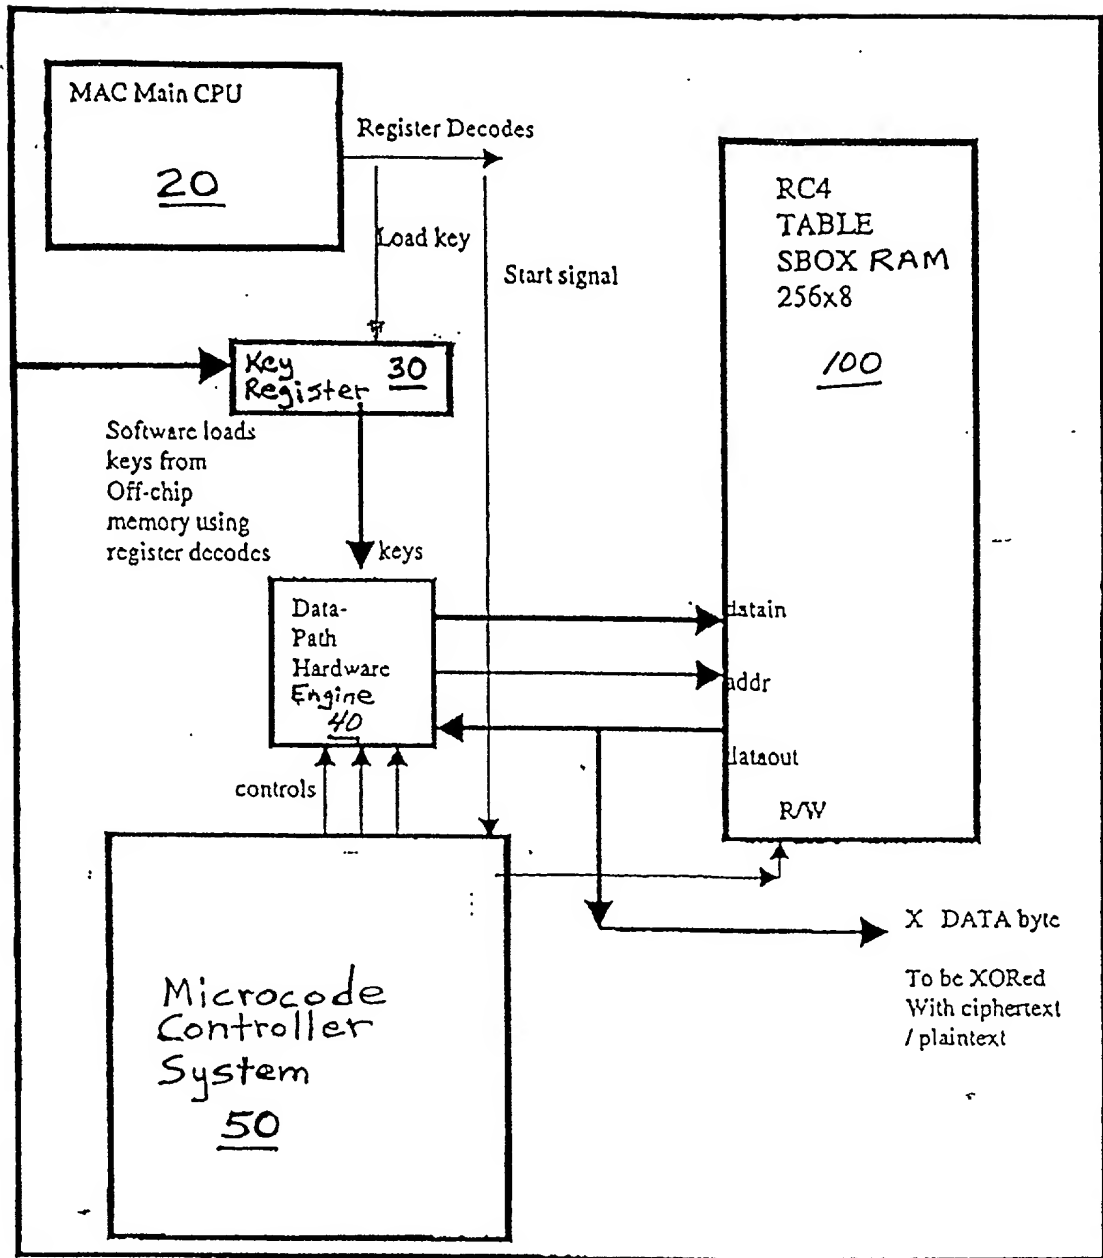 MAC Main CPU
20
Register Decodes
Load key
Start signal
RC4
TABLE
SBOX RAM
256x8
100
Key
Register
30
Software loads
keys from
Off-chip
memory using
register decodes
keys
Data-
Path
Hardware
Engine
40
datain
addr
dataout
R/W
controls
Microcode
Controller
System
50
X DATA byte
To be XORed
With ciphertext
/ plaintext